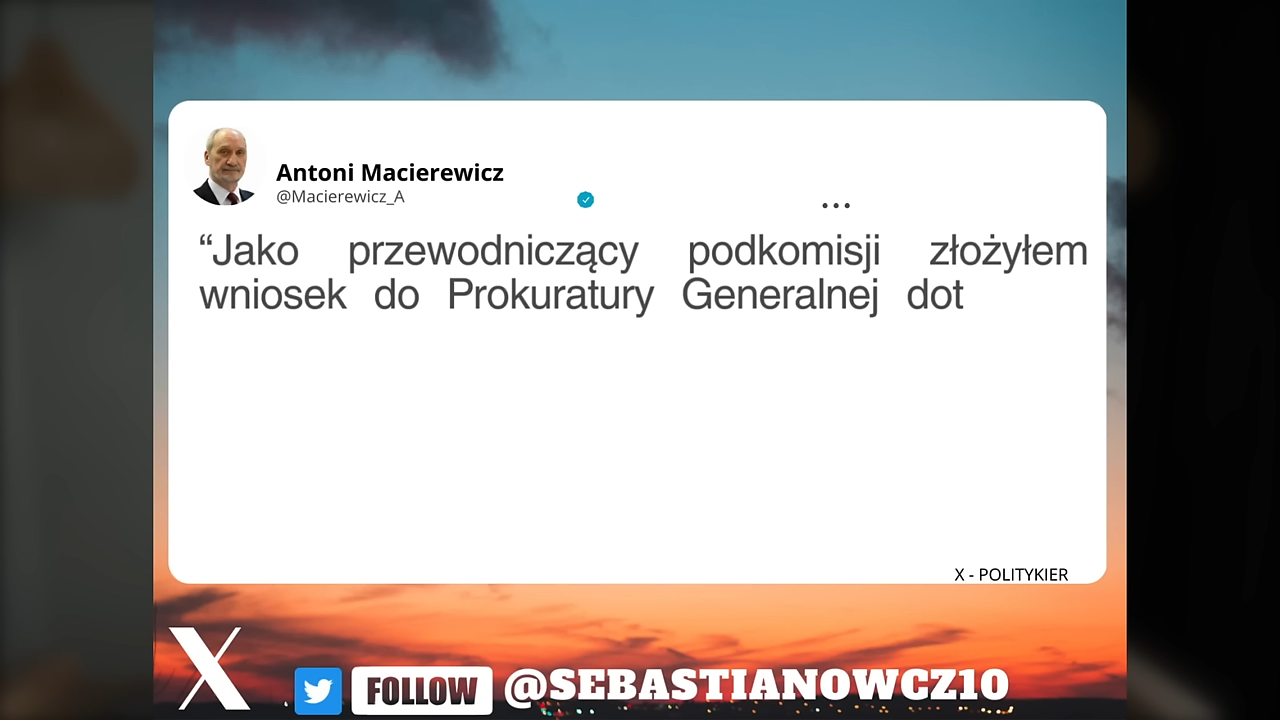 Antoni Macierewicz
@Macierewicz_A
...
“Jako przewodniczący podkomisji złożyłem
wniosek do Prokuratury Generalnej dot
X - POLITYKIER
X
FOLLOW @SEBASTIANOWCZ10